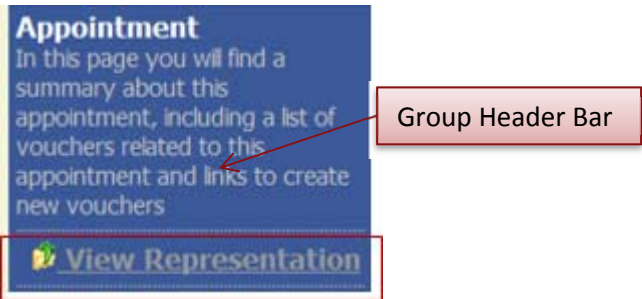 Appointment
In this page you will find a
summary about this
appointment, including a list of
vouchers related to this
appointment and links to create
new vouchers
Group Header Bar
View Representation